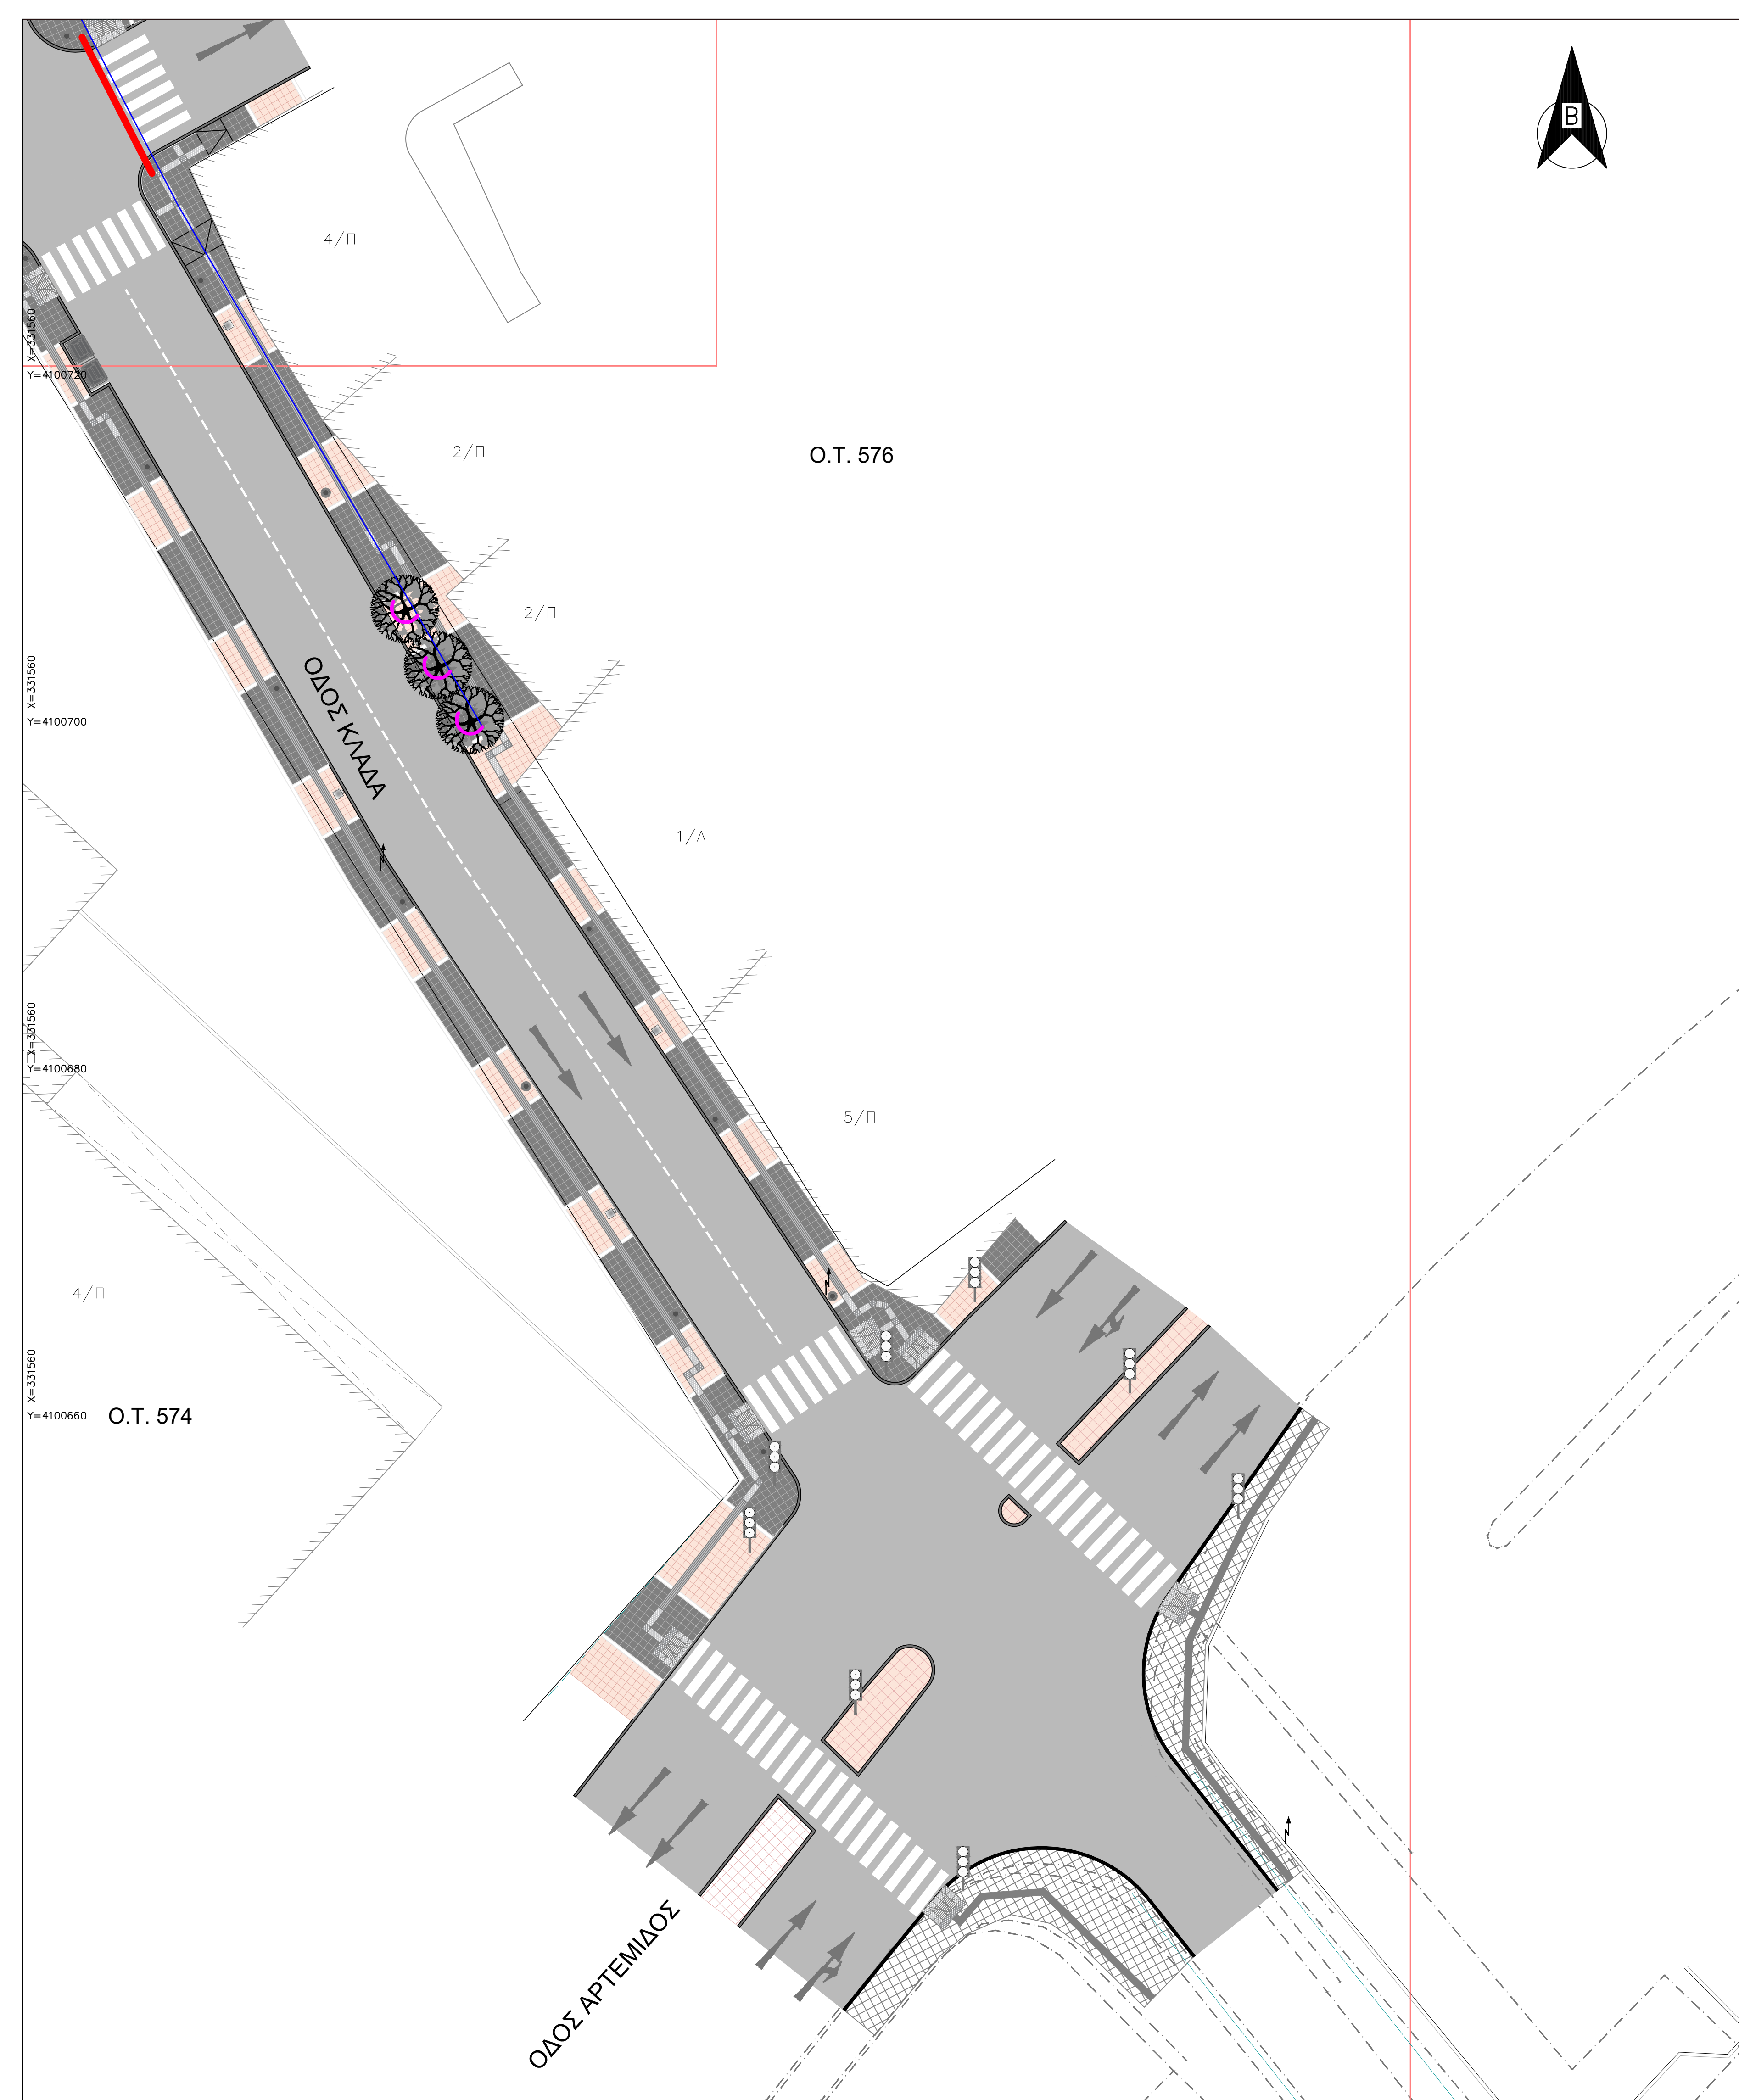 B
4/Π
X=331560
Y=4100720
2/Π
Ο.Τ. 576
2/Π
ΟΔΟΣ ΚΛΑΔΑ
X=331560
Y=4100700
1/Λ
X=331560
Y=4100680
5/Π
4/Π
X=331560
Y=4100660
Ο.Τ. 574
ΟΔΟΣ ΑΡΤΕΜΙΔΟΣ